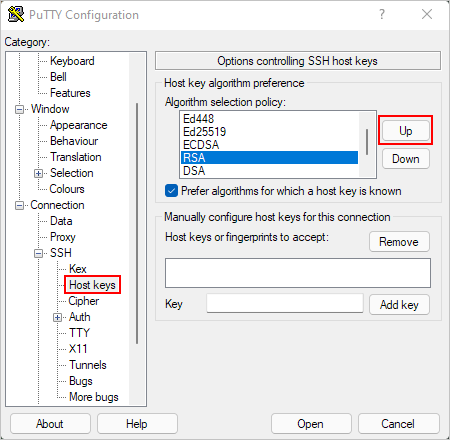 PuTTY Configuration
?
Category:
Keyboard
Bell
Features
Window
Appearance
Behaviour
Translation
Selection
Colours
Connection
Data
Proxy
SSH
Kex
Host keys
Cipher
Auth
TTY
X11
Tunnels
Bugs
More bugs
Options controlling SSH host keys
Host key algorithm preference
Algorithm selection policy:
Ed448
Ed25519
ECDSA
RSA
DSA
Up
Down
Prefer algorithms for which a host key is known
Manually configure host keys for this connection
Host keys or fingerprints to accept:
Remove
Key
Add key
About
Help
Open
Cancel